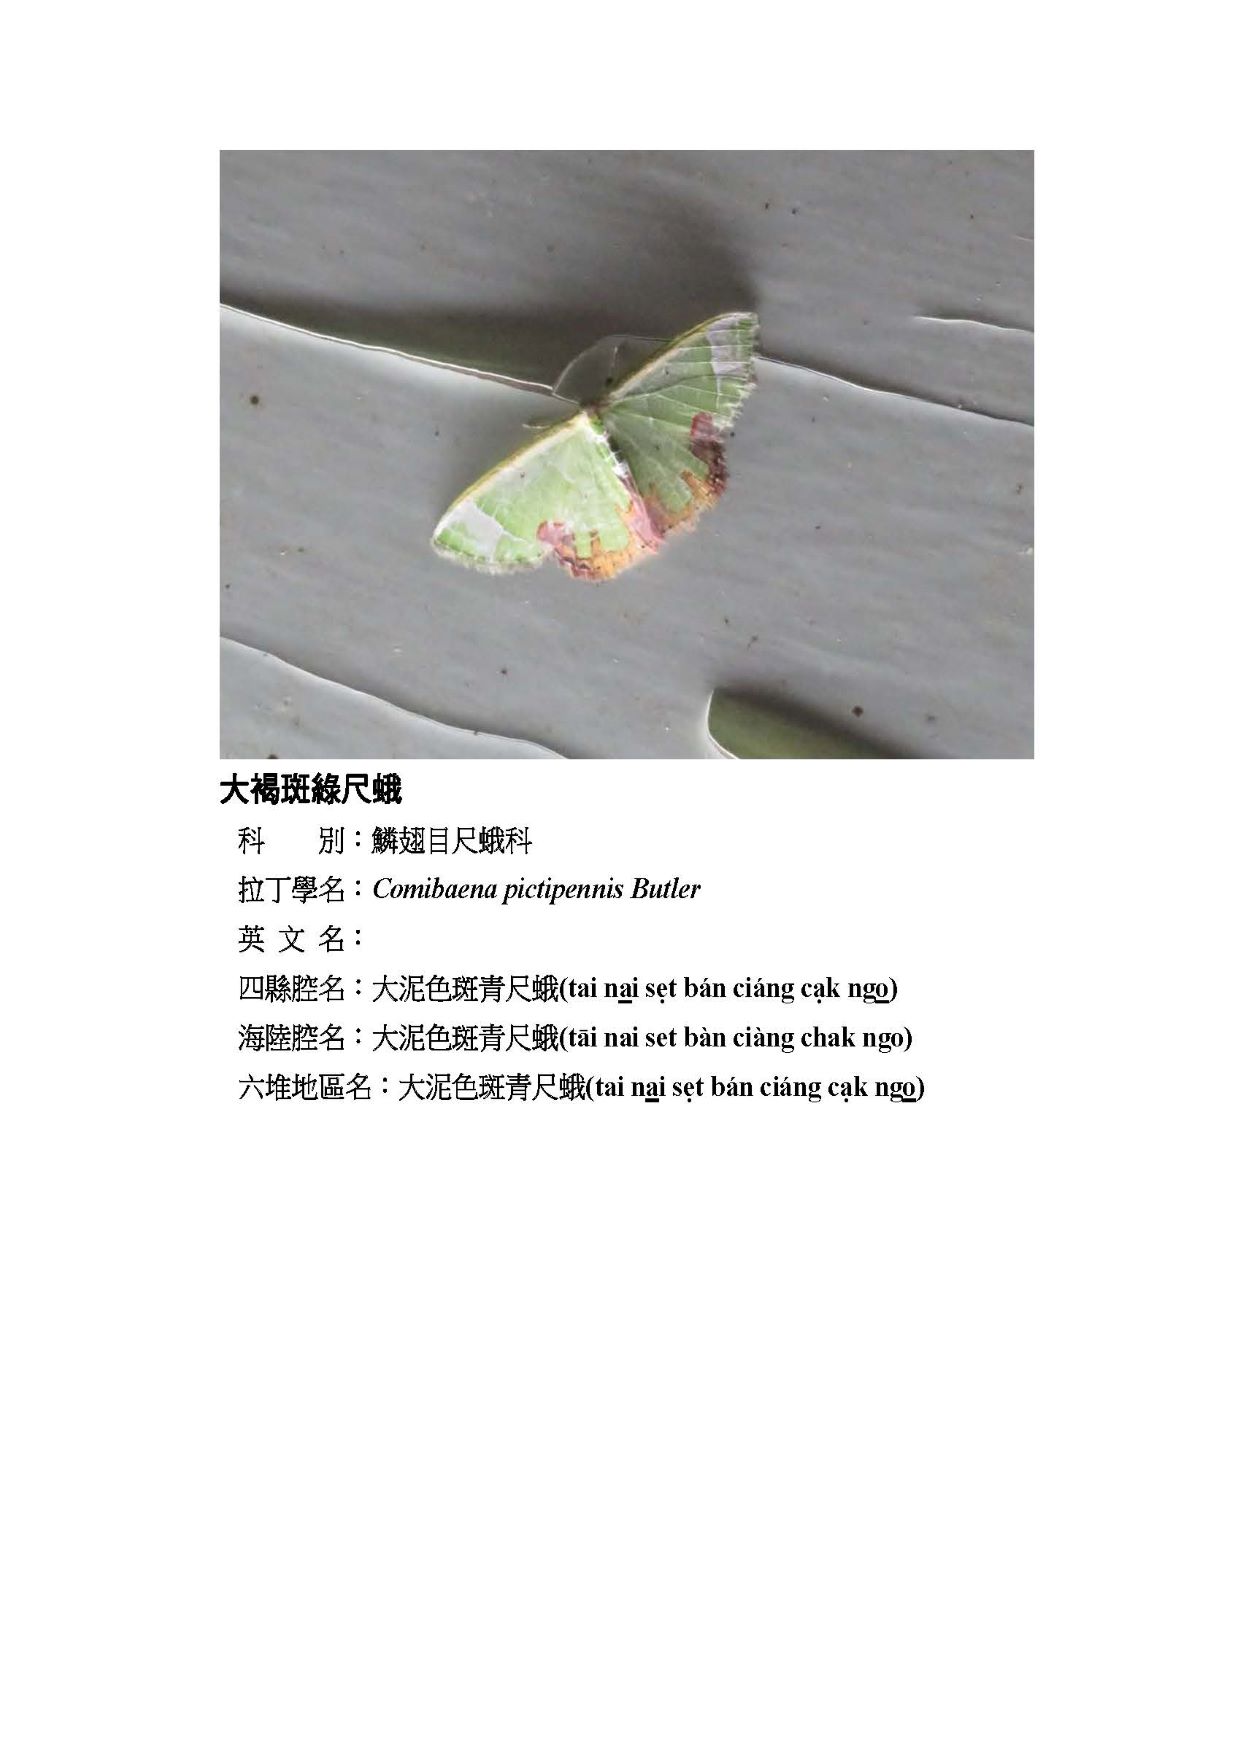 大褐斑綠尺蛾
科　　別：鱗翅目尺蛾科
拉丁學名：Comibaena pictipennis Butler
英 文 名：
四縣腔名：大泥色斑青尺蛾(tai na̲i sẹt bán ciáng cạk ngo̲)
海陸腔名：大泥色斑青尺蛾(tāi nai set bàn ciàng chak ngo)
六堆地區名：大泥色斑青尺蛾(tai na̲i sẹt bán ciáng cạk ngo̲)